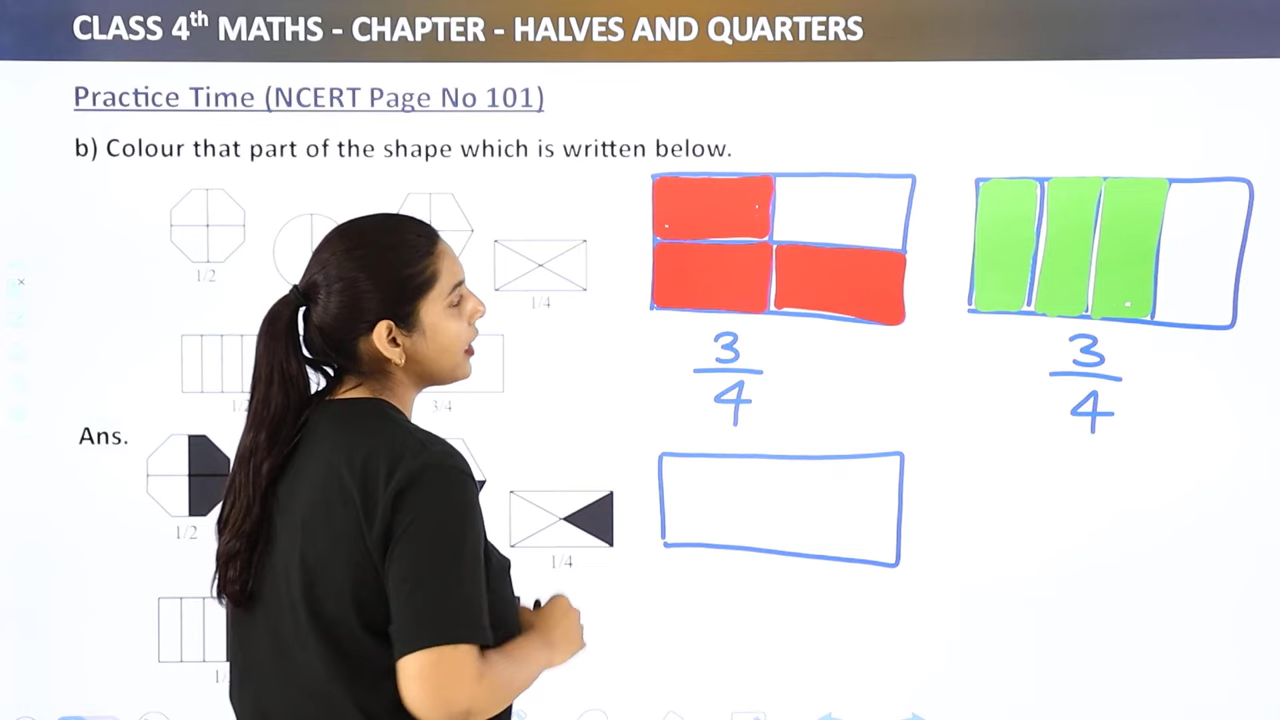 CLASS 4th MATHS - CHAPTER - HALVES AND QUARTERS
Practice Time (NCERT Page No 101)
b) Colour that part of the shape which is written below.
1/2
1/4
3/4
3/4
3/4
Ans.
1/2
1/4